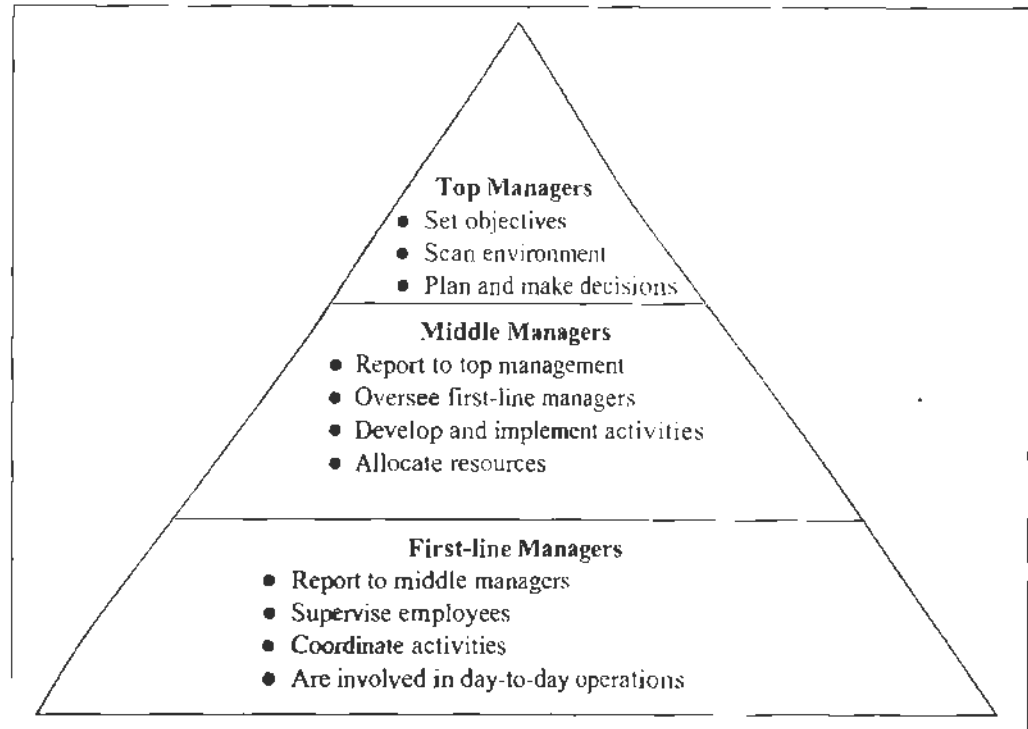 Top Managers
● Set objectives
● Scan environment
● Plan and make decisions
Middle Managers
● Report to top management
● Oversee first-line managers
● Develop and implement activities
● Allocate resources
First-line Managers
● Report to middle managers
● Supervise employees
● Coordinate activities
● Are involved in day-to-day operations